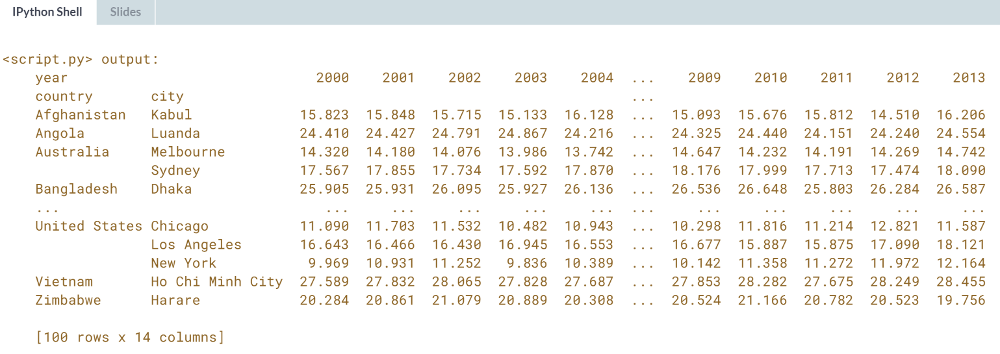 IPython Shell Slides
<script.py> output:
year 2000 2001 2002 2003 2004 ... 2009 2010 2011 2012 2013
country city ...
Afghanistan Kabul 15.823 15.848 15.715 15.133 16.128 ... 15.093 15.676 15.812 14.510 16.206
Angola Luanda 24.410 24.427 24.791 24.867 24.216 ... 24.325 24.440 24.151 24.240 24.554
Australia Melbourne 14.320 14.180 14.076 13.986 13.742 ... 14.647 14.232 14.191 14.269 14.742
Sydney 17.567 17.855 17.734 17.592 17.870 ... 18.176 17.999 17.713 17.474 18.090
Bangladesh Dhaka 25.905 25.931 26.095 25.927 26.136 ... 26.536 26.648 25.803 26.284 26.587
... ... ... ... ... ... ... ... ... ... ... ...
United States Chicago 11.090 11.703 11.532 10.482 10.943 ... 10.298 11.816 11.214 12.821 11.587
Los Angeles 16.643 16.466 16.430 16.945 16.553 ... 16.677 15.887 15.875 17.090 18.121
New York 9.969 10.931 11.252 9.836 10.389 ... 10.142 11.358 11.272 11.972 12.164
Vietnam Ho Chi Minh City 27.589 27.832 28.065 27.828 27.687 ... 27.853 28.282 27.675 28.249 28.455
Zimbabwe Harare 20.284 20.861 21.079 20.889 20.308 ... 20.524 21.166 20.782 20.523 19.756
[100 rows x 14 columns]